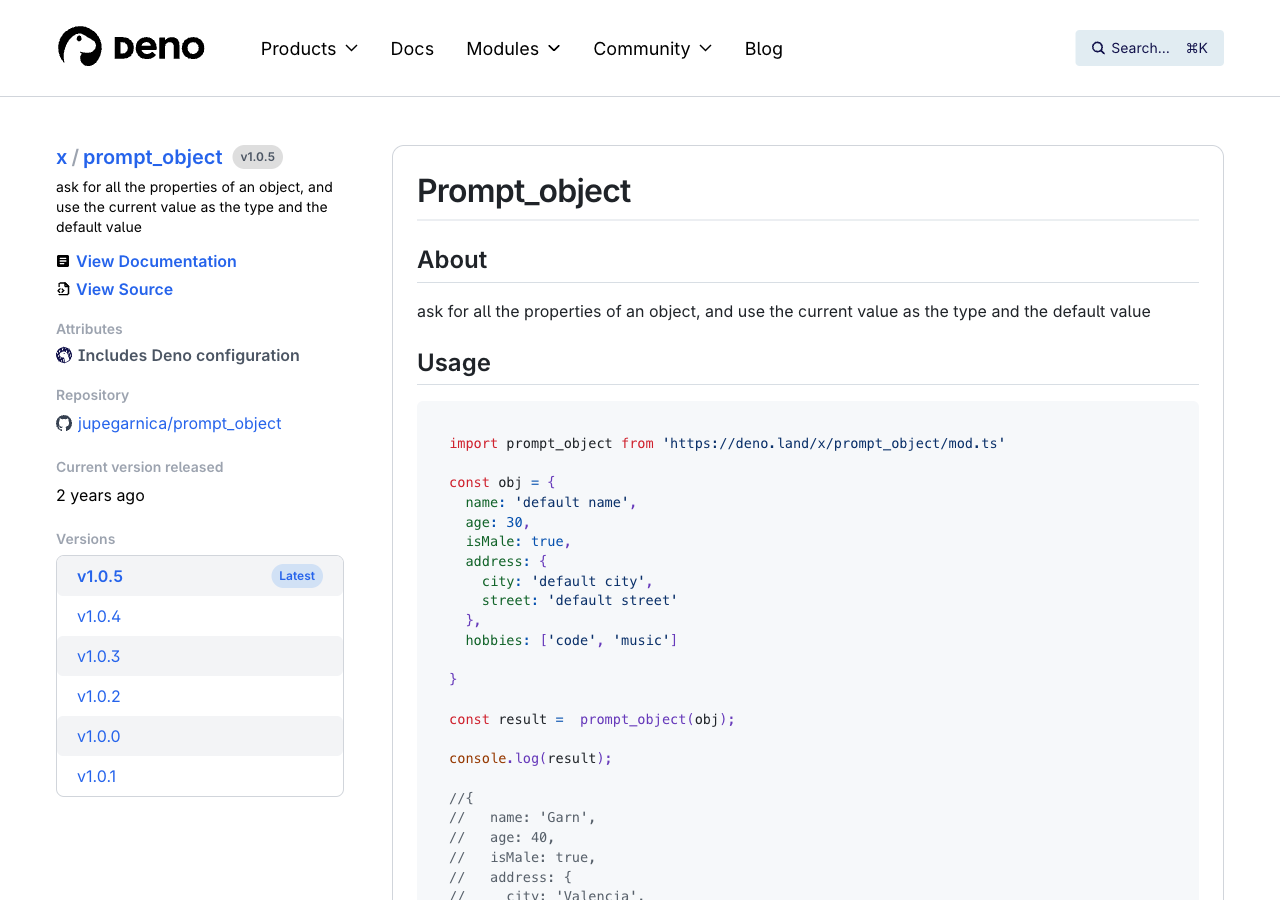 DENO
Products
Docs
Modules
Community
Blog
Search...
⌘K
x / prompt_object v1.0.5
ask for all the properties of an object, and
use the current value as the type and the
default value
View Documentation
View Source
Attributes
Includes Deno configuration
Repository
jupegarnica/prompt_object
Current version released
2 years ago
Versions
v1.0.5 Latest
v1.0.4
v1.0.3
v1.0.2
v1.0.0
v1.0.1
Prompt_object
About
ask for all the properties of an object, and use the current value as the type and the default value
Usage
import prompt_object from 'https://deno.land/x/prompt_object/mod.ts'
const obj = {
  name: 'default name',
  age: 30,
  isMale: true,
  address: {
    city: 'default city',
    street: 'default street'
  },
  hobbies: ['code', 'music']
}
const result =  prompt_object(obj);
console.log(result);
//{
//   name: 'Garn',
//   age: 40,
//   isMale: true,
//   address: {
//     city: 'Valencia',